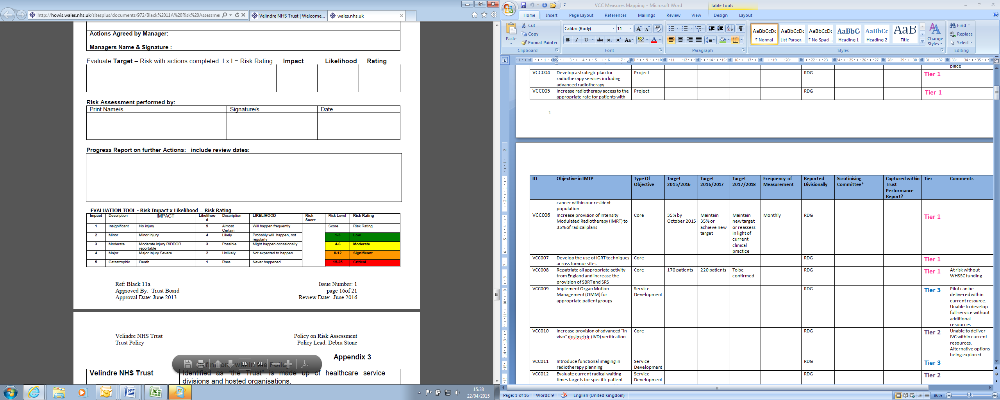 http://howis.wales.nhs.uk/sitesplus/documents/972/Black%2011A%20Risk%20Assessmer
Velindre NHS Trust | Welcome...
wales.nhs.uk
Actions Agreed by Manager:
Managers Name & Signature :
Evaluate Target – Risk with actions completed: I x L= Risk Rating Impact Likelihood Rating
Risk Assessment performed by:
Print Name/s Signature/s Date
Progress Report on further Actions: include review dates:
EVALUATION TOOL - Risk Impact x Likelihood = Risk Rating
Impact Description IMPACT Likelihoo d Description LIKELIHOOD Risk Score Risk Level Risk Rating
1 Insignificant No injury 5 Almost Certain Will happen frequently Score Risk Rating
2 Minor Minor injury 4 Likely Probably will happen, not regularly 1-3 Low
3 Moderate Moderate injury RIDDOR reportable 3 Possible Might happen occasionally 4-6 Moderate
4 Major Major Injury Severe 2 Unlikely Not expected to happen 8-12 Significant
5 Catastrophic Death 1 Rare Never happened 15-25 Critical
Ref: Black 11a Issue Number: 1
Approved By: Trust Board page 16of 21
Approval Date: June 2013 Review Date: June 2016
Velindre NHS Trust Policy on Risk Assessment
Trust Policy Policy Lead: Debra Stone
Appendix 3
16 / 21
Velindre NHS Trust Identified as “the Trust” is made up of healthcare service
divisions and hosted organisations.
15:38
22/04/2015
VCC Measures Mapping - Microsoft Word Table Tools
Home Insert Page Layout References Mailings Review View Design Layout
Paste Cut Copy Format Painter
Calibri (Body) 11
AaBbCcDc AaBbCcDc AaBbCcDc AaBbC AaBbCc AaB
¶ Normal List Paragr... ¶ No Spaci... Heading 1 Heading 2 Title
Change Styles
Find Replace Select
Clipboard Font Paragraph Styles Editing
place
VCC004 Develop a strategic plan for radiotherapy services including advanced radiotherapy Project RDG Tier 1
VCC005 Increase radiotherapy access to the appropriate rate for patients with Project RDG Tier 1
1
ID Objective in IMTP Type Of Objective Target 2015/2016 Target 2016/2017 Target 2017/2018 Frequency of Measurement Reported Divisionally Scrutinising Committee* Captured within Trust Performance Report? Tier Comments
cancer within our resident population
VCC006 Increase provision of Intensity Modulated Radiotherapy (IMRT) to 35% of radical plans Core 35% by October 2015 Maintain 35% or achieve new target Maintain new target or reassess in light of current clinical practice Monthly RDG Tier 1
VCC007 Develop the use of IGRT techniques across tumour sites Core RDG Tier 1
VCC008 Repatriate all appropriate activity from England and increase the provision of SBRT and SRS Core 170 patients 220 patients To be confirmed RDG Tier 1 At risk without WHSSC funding
VCC009 Implement Organ Motion Management (OMM) for appropriate patient groups Service Development RDG Tier 3 Pilot can be delivered within current resource. Unable to develop full service without additional resources
VCC010 Increase provision of advanced “in vivo” dosimetric (IVD) verification Core RDG Tier 2 Unable to deliver IVC within current resources. Alternative options being explored.
VCC011 Introduce functional imaging in radiotherapy planning Service Development RDG Tier 3
VCC012 Evaluate current radical waiting times targets for specific patient Service Development RDG Tier 2
Page: 1 of 16 Words: 9 English (United Kingdom) 86%